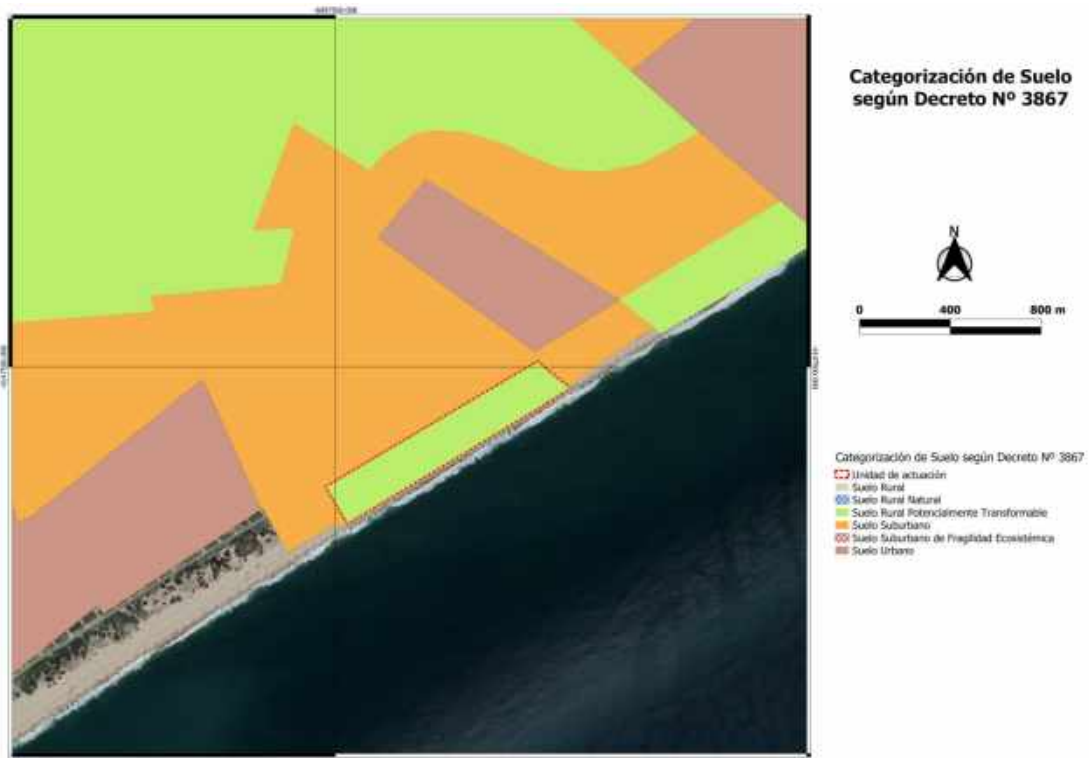 Categorización de Suelo
según Decreto Nº 3867
N
0 400 800 m
Categorización de Suelo según Decreto Nº 3867
Unidad de actuación
Suelo Rural
Suelo Rural Natural
Suelo Rural Potencialmente Transformable
Suelo Suburbano
Suelo Suburbano de Fragilidad Ecosistémica
Suelo Urbano